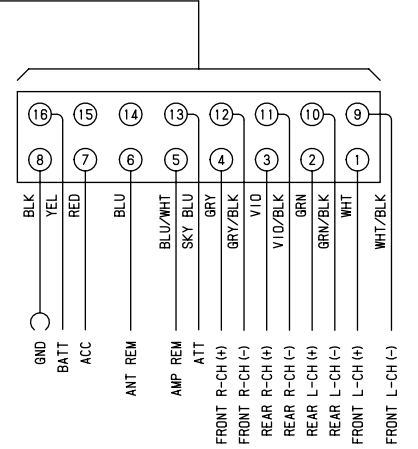 16 15 14 13 12 11 10 9
8 7 6 5 4 3 2 1
BLK
YEL
RED
BLU
BLU/WHT
SKY BLU
GRY
GRY/BLK
VIO
VIO/BLK
GRN
GRN/BLK
WHT
WHT/BLK
GND
BATT
ACC
ANT REM
AMP REM
ATT
FRONT R-CH (+)
FRONT R-CH (-)
REAR R-CH (+)
REAR R-CH (-)
REAR L-CH (+)
REAR L-CH (-)
FRONT L-CH (+)
FRONT L-CH (-)